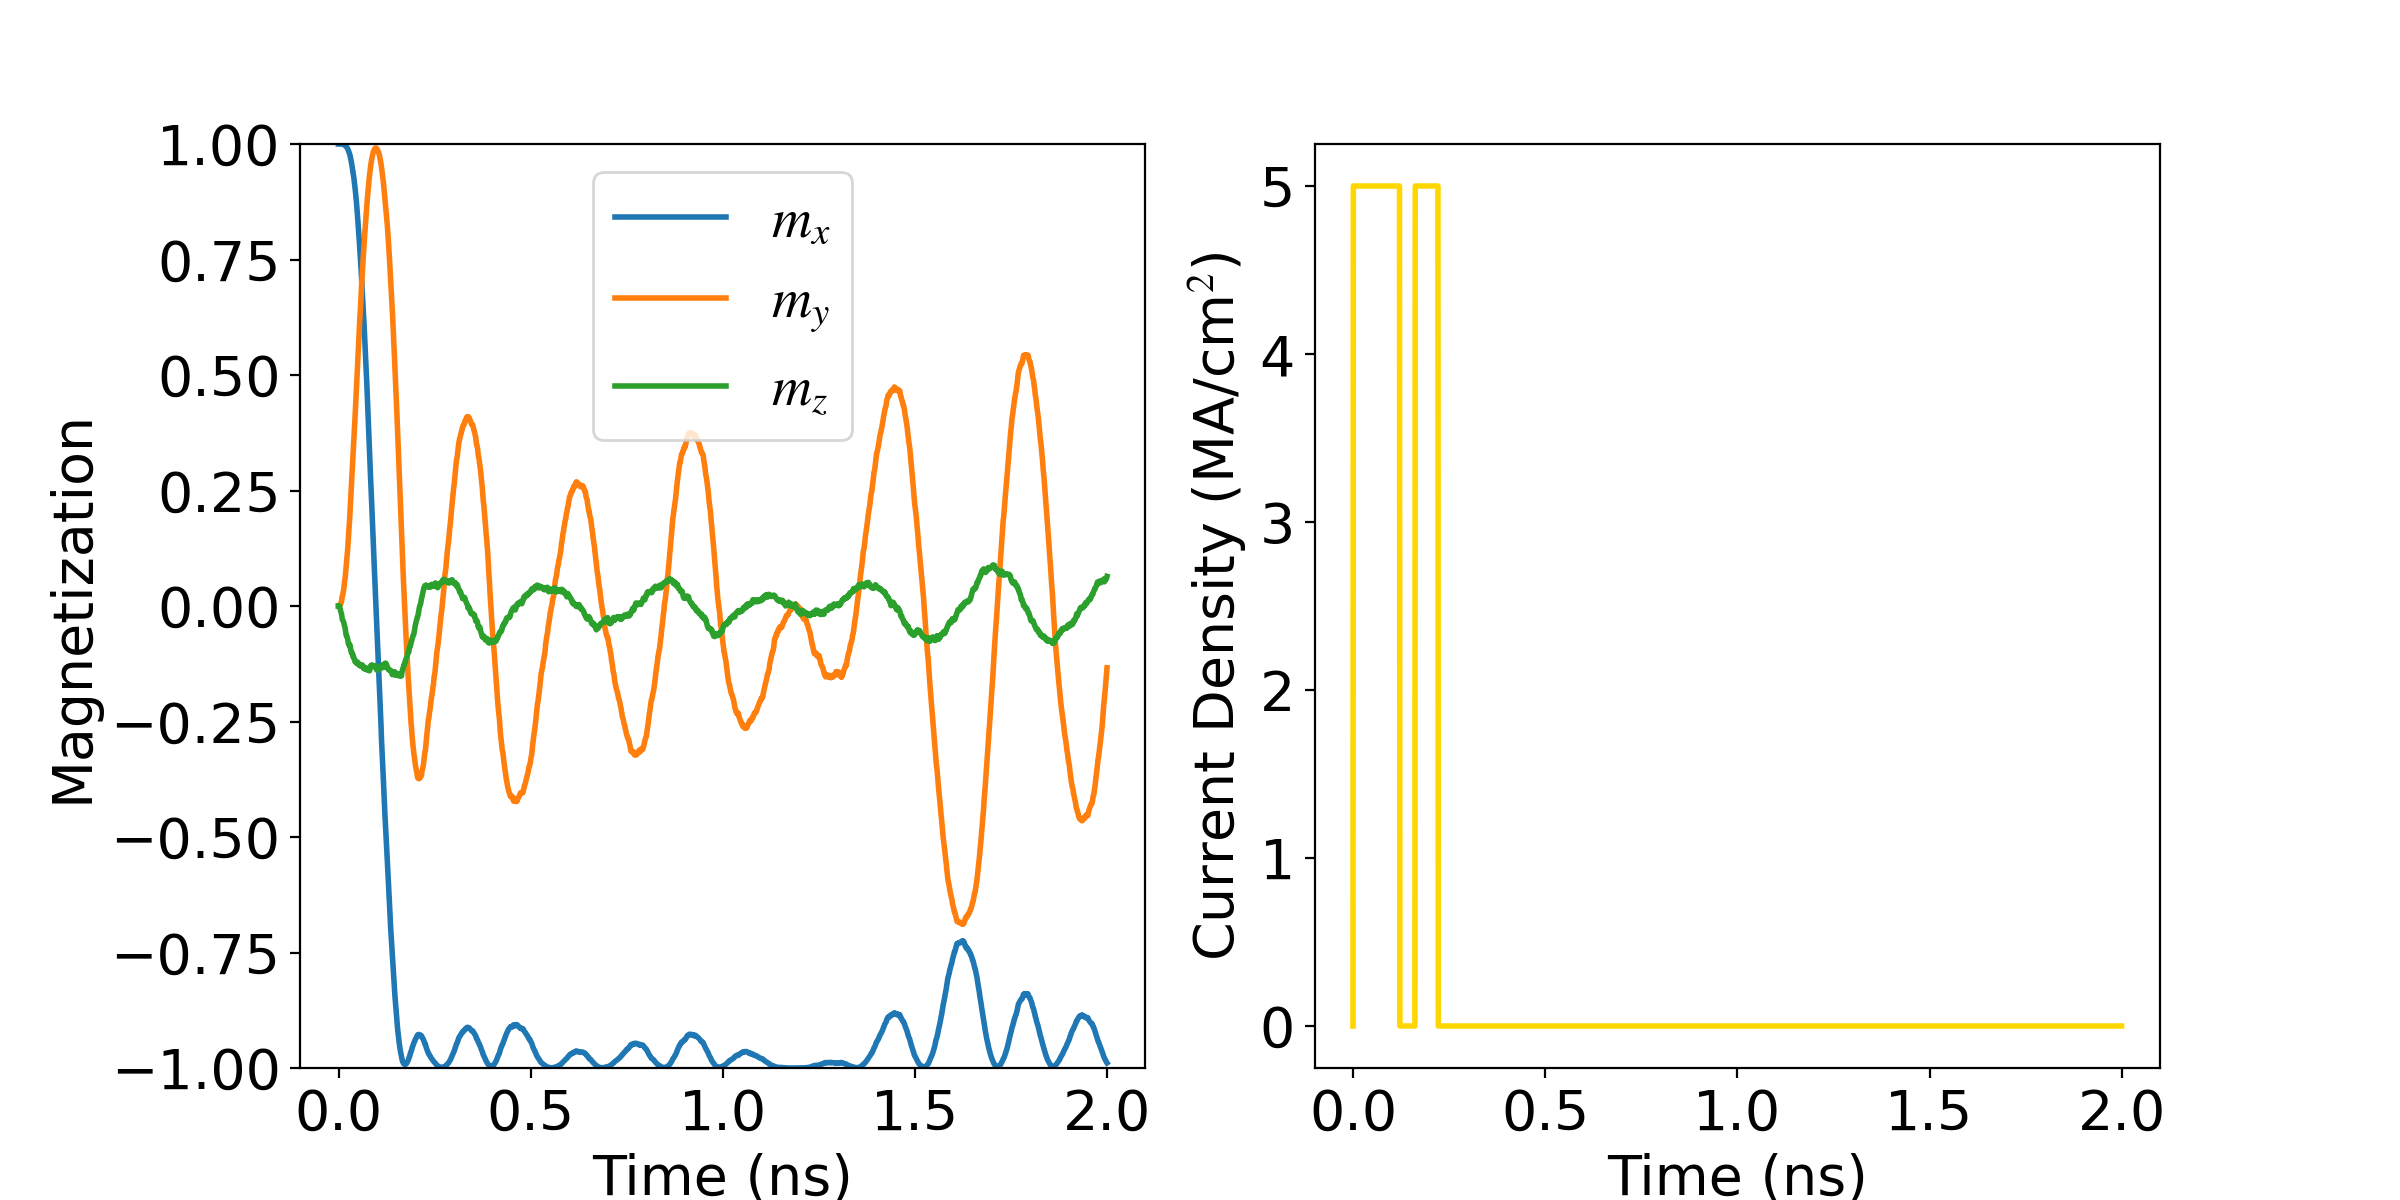 1.00
0.75
0.50
0.25
0.00
−0.25
−0.50
−0.75
−1.00
Magnetization
0.0 0.5 1.0 1.5 2.0
Time (ns)
m_x
m_y
m_z
5
4
3
2
1
0
Current Density (MA/cm²)
0.0 0.5 1.0 1.5 2.0
Time (ns)